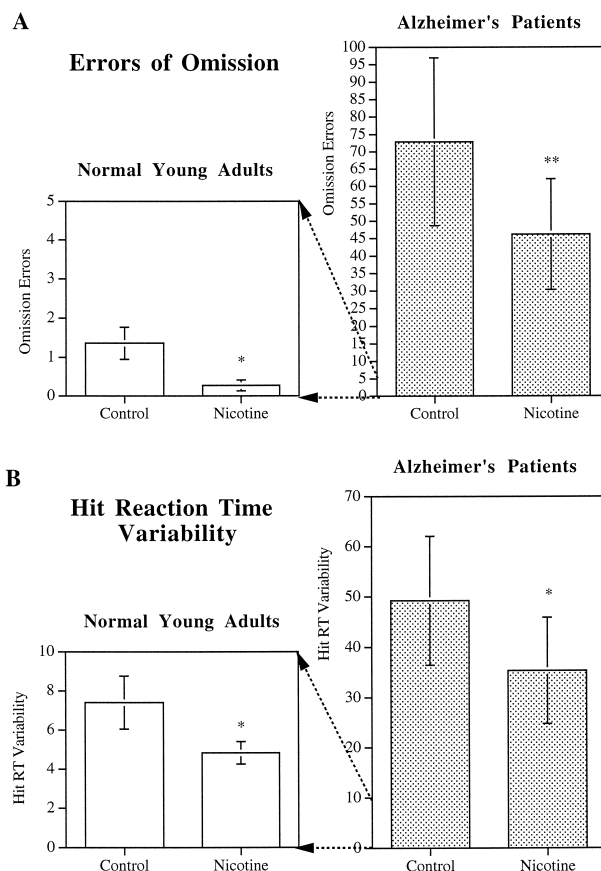 A
Errors of Omission
Normal Young Adults
Omission Errors
5
4
3
2
1
0
*
Control
Nicotine
Alzheimer's Patients
Omission Errors
100
95
90
85
80
75
70
65
60
55
50
45
40
35
30
25
20
15
10
5
0
**
Control
Nicotine
B
Hit Reaction Time
Variability
Normal Young Adults
Hit RT Variability
10
8
6
4
2
0
*
Control
Nicotine
Alzheimer's Patients
Hit RT Variability
70
60
50
40
30
20
10
0
*
Control
Nicotine